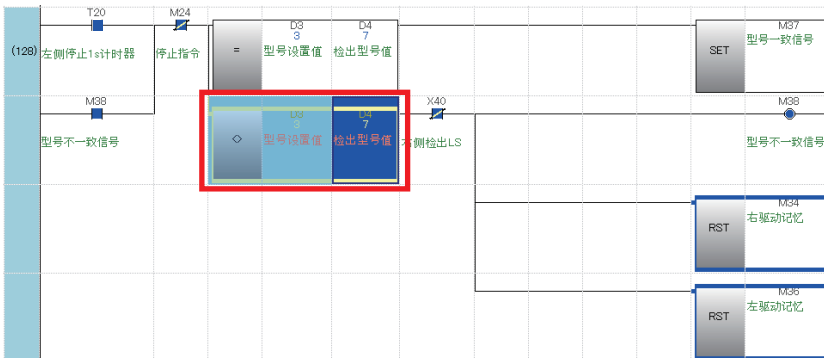 T20 M24 D3 D4 M37
3 7 型号一致信号
(128) 左侧停止1s计时器 停止指令 = 型号设置值 检出型号值 SET
M38 D3 D4 X40 M38
3 7
型号不一致信号 <> 型号设置值 检出型号值 右侧检出LS 型号不一致信号
M34
右驱动记忆
RST
M36
左驱动记忆
RST